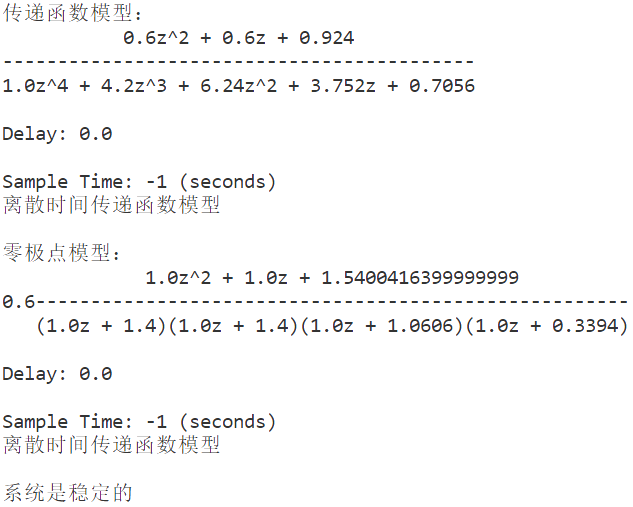 传递函数模型:
0.6z^2 + 0.6z + 0.924
-------------------------------------------
1.0z^4 + 4.2z^3 + 6.24z^2 + 3.752z + 0.7056
Delay: 0.0
Sample Time: -1 (seconds)
离散时间传递函数模型
零极点模型:
1.0z^2 + 1.0z + 1.5400416399999999
0.6------------------------------------------------------
(1.0z + 1.4)(1.0z + 1.4)(1.0z + 1.0606)(1.0z + 0.3394)
Delay: 0.0
Sample Time: -1 (seconds)
离散时间传递函数模型
系统是稳定的